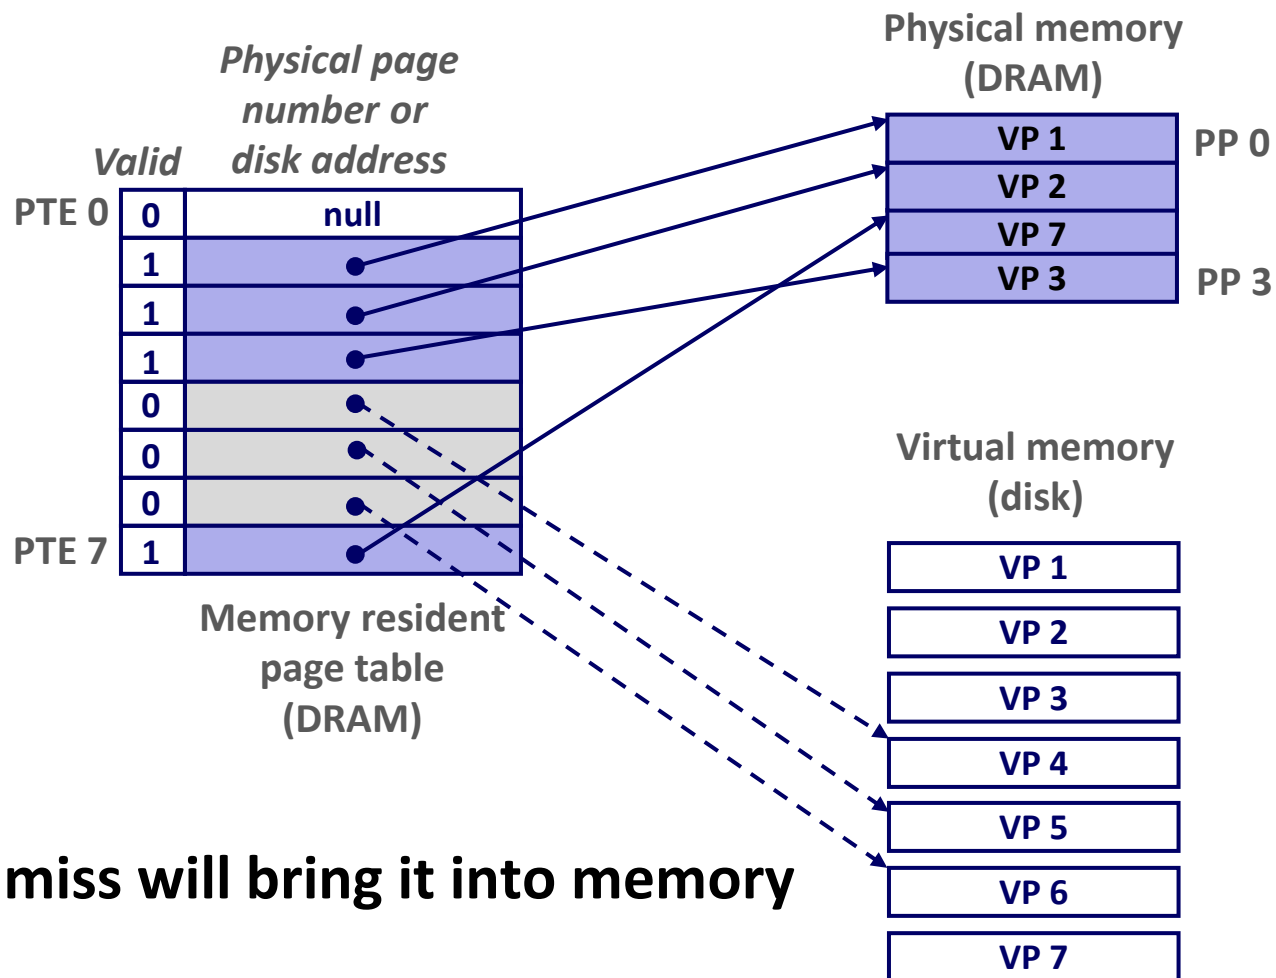 Physical memory
(DRAM)
Physical page
number or
disk address
Valid
VP 1
PP 0
VP 2
VP 7
VP 3
PP 3
PTE 0
0
null
1
1
1
0
0
0
PTE 7
1
Memory resident
page table
(DRAM)
Virtual memory
(disk)
VP 1
VP 2
VP 3
VP 4
VP 5
VP 6
VP 7
miss will bring it into memory